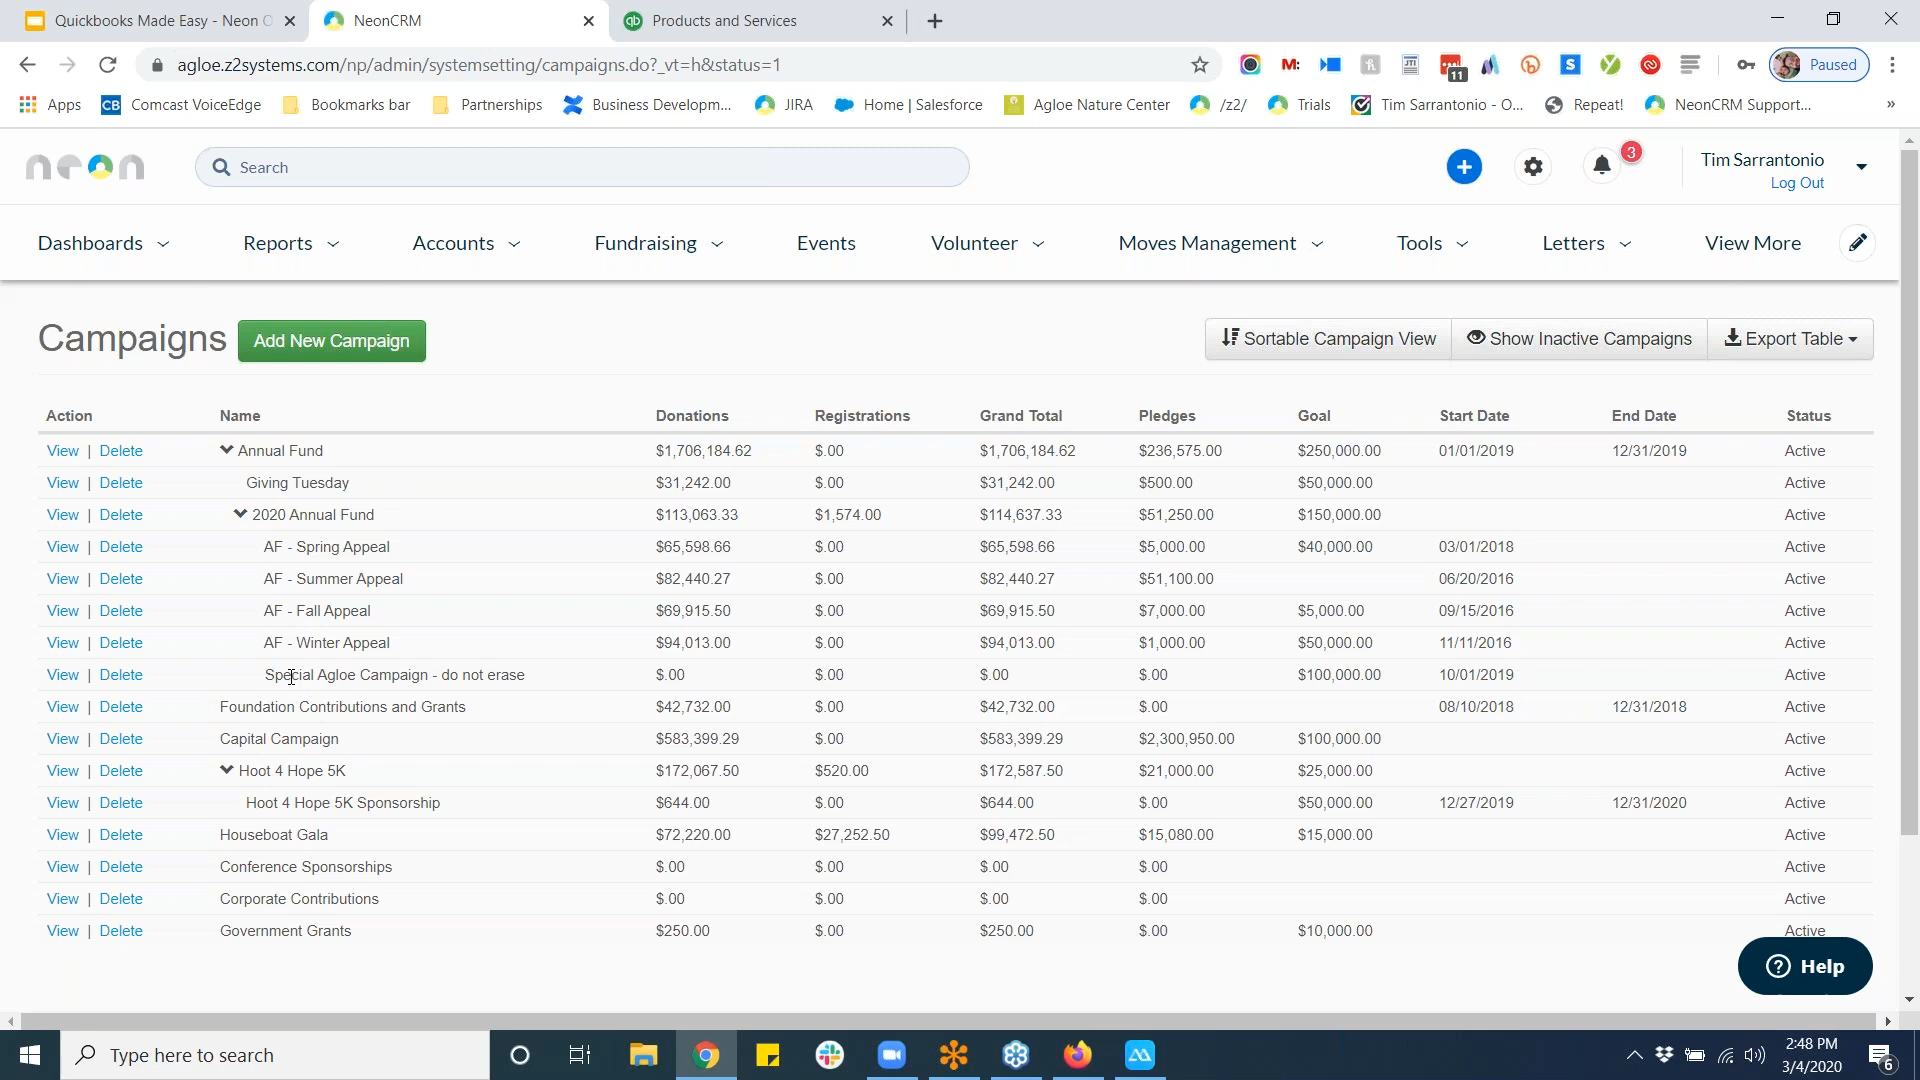 Quickbooks Made Easy - Neon
NeonCRM
Products and Services
agloe.z2systems.com/np/admin/systemsetting/campaigns.do?_vt=h&status=1
M:
JTI
11
S
Paused
Apps
CB Comcast VoiceEdge
Bookmarks bar
Partnerships
Business Developm...
JIRA
Home | Salesforce
Agloe Nature Center
/z2/
Trials
Tim Sarrantonio - O...
Repeat!
NeonCRM Support...
»
neon
Search
3
Tim Sarrantonio
Log Out
Dashboards
Reports
Accounts
Fundraising
Events
Volunteer
Moves Management
Tools
Letters
View More
Campaigns
Add New Campaign
Sortable Campaign View
Show Inactive Campaigns
Export Table
Action Name Donations Registrations Grand Total Pledges Goal Start Date End Date Status
View | Delete Annual Fund $1,706,184.62 $.00 $1,706,184.62 $236,575.00 $250,000.00 01/01/2019 12/31/2019 Active
View | Delete Giving Tuesday $31,242.00 $.00 $31,242.00 $500.00 $50,000.00 Active
View | Delete 2020 Annual Fund $113,063.33 $1,574.00 $114,637.33 $51,250.00 $150,000.00 Active
View | Delete AF - Spring Appeal $65,598.66 $.00 $65,598.66 $5,000.00 $40,000.00 03/01/2018 Active
View | Delete AF - Summer Appeal $82,440.27 $.00 $82,440.27 $51,100.00 06/20/2016 Active
View | Delete AF - Fall Appeal $69,915.50 $.00 $69,915.50 $7,000.00 $5,000.00 09/15/2016 Active
View | Delete AF - Winter Appeal $94,013.00 $.00 $94,013.00 $1,000.00 $50,000.00 11/11/2016 Active
View | Delete Special Agloe Campaign - do not erase $.00 $.00 $.00 $.00 $100,000.00 10/01/2019 Active
View | Delete Foundation Contributions and Grants $42,732.00 $.00 $42,732.00 $.00 08/10/2018 12/31/2018 Active
View | Delete Capital Campaign $583,399.29 $.00 $583,399.29 $2,300,950.00 $100,000.00 Active
View | Delete Hoot 4 Hope 5K $172,067.50 $520.00 $172,587.50 $21,000.00 $25,000.00 Active
View | Delete Hoot 4 Hope 5K Sponsorship $644.00 $.00 $644.00 $.00 $50,000.00 12/27/2019 12/31/2020 Active
View | Delete Houseboat Gala $72,220.00 $27,252.50 $99,472.50 $15,080.00 $15,000.00 Active
View | Delete Conference Sponsorships $.00 $.00 $.00 $.00 Active
View | Delete Corporate Contributions $.00 $.00 $.00 $.00 Active
View | Delete Government Grants $250.00 $.00 $250.00 $.00 $10,000.00 Active
Help
Type here to search
2:48 PM
3/4/2020
6